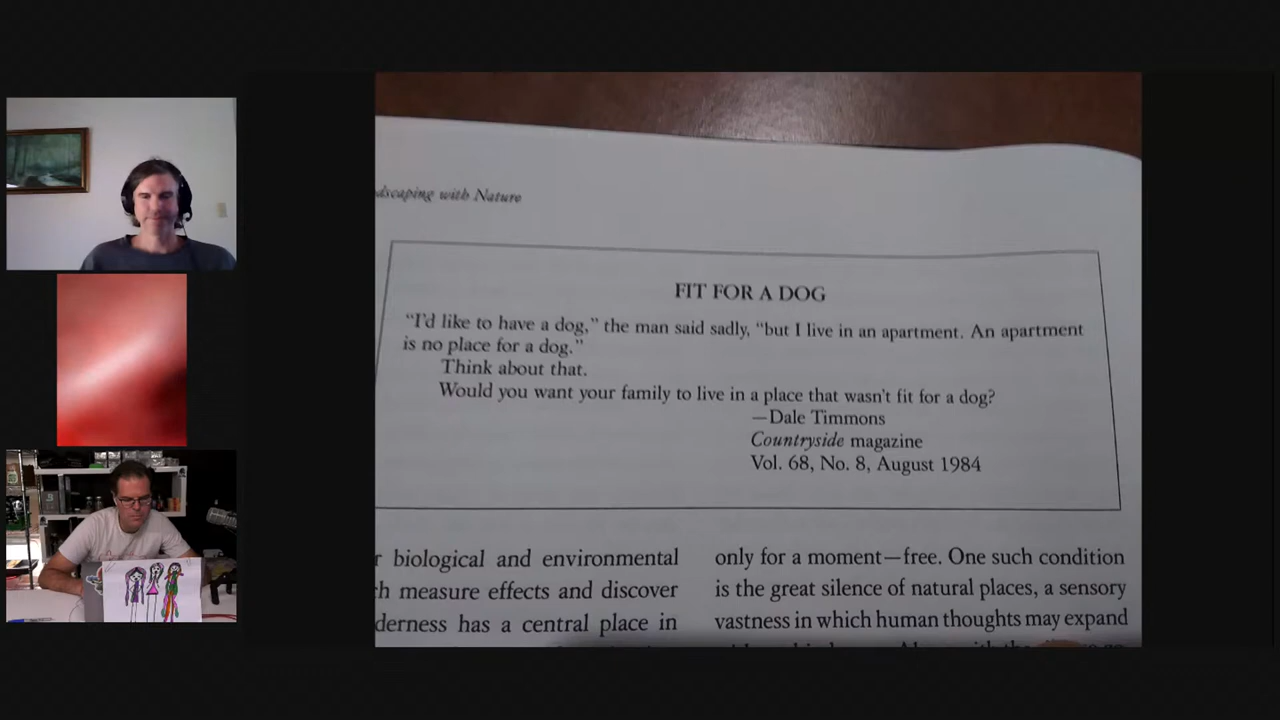 dscaping with Nature
FIT FOR A DOG
“I’d like to have a dog,” the man said sadly, “but I live in an apartment. An apartment
is no place for a dog.”
Think about that.
Would you want your family to live in a place that wasn’t fit for a dog?
—Dale Timmons
Countryside magazine
Vol. 68, No. 8, August 1984
r biological and environmental
h measure effects and discover
derness has a central place in
only for a moment—free. One such condition
is the great silence of natural places, a sensory
vastness in which human thoughts may expand